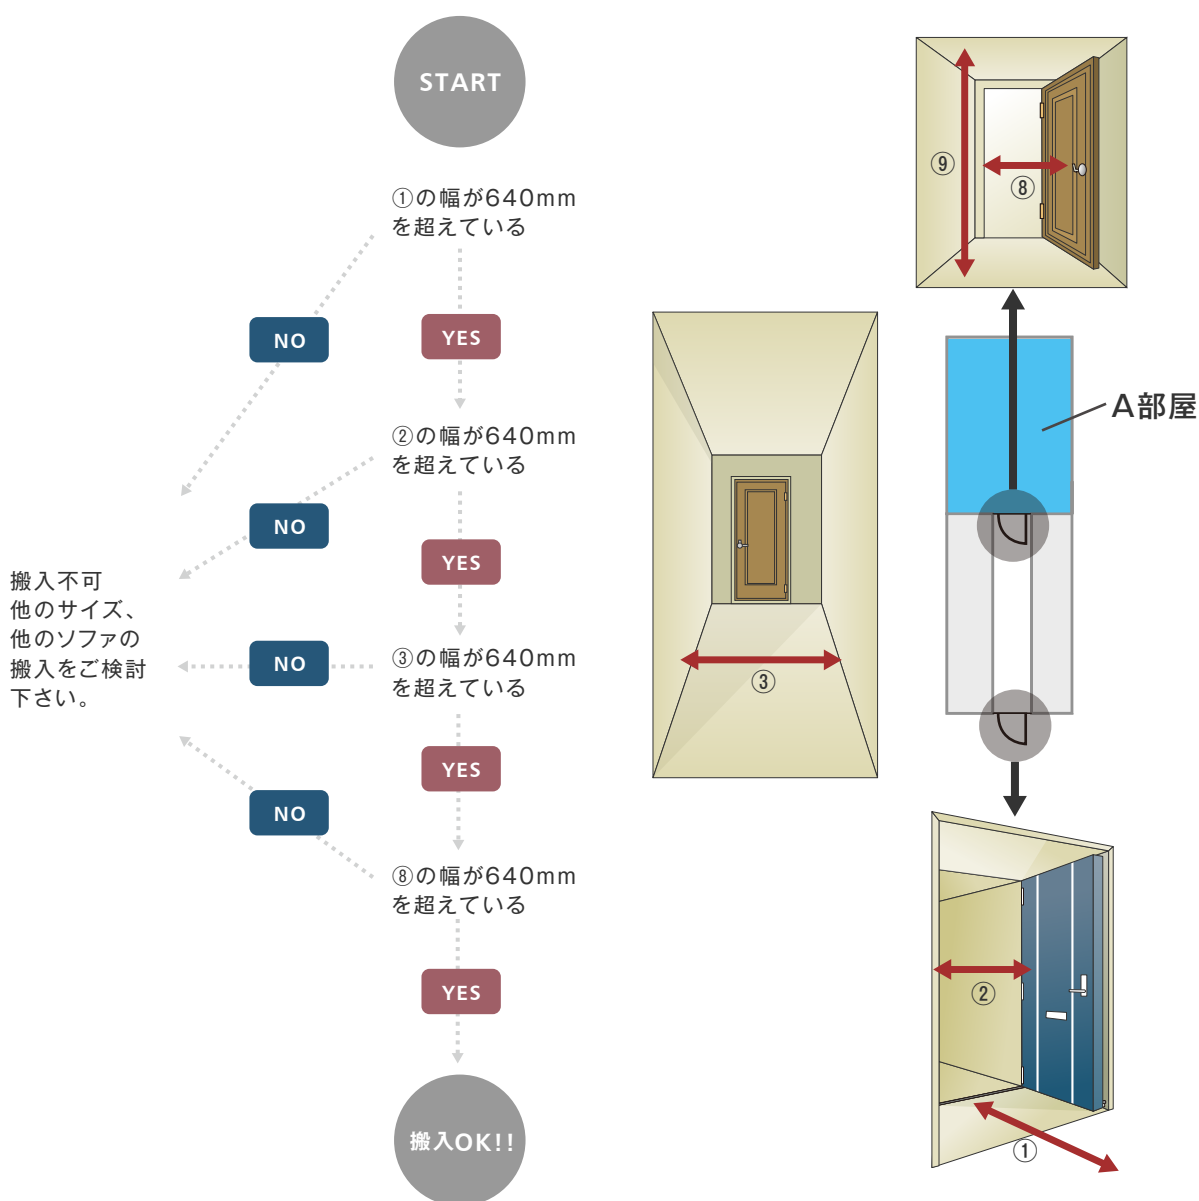 START
①の幅が640mm
を超えている
NO
YES
②の幅が640mm
を超えている
NO
YES
搬入不可
他のサイズ、
他のソファの
搬入をご検討
下さい。
③の幅が640mm
を超えている
NO
YES
NO
⑧の幅が640mm
を超えている
YES
搬入OK!!
③
⑨
⑧
A部屋
②
①